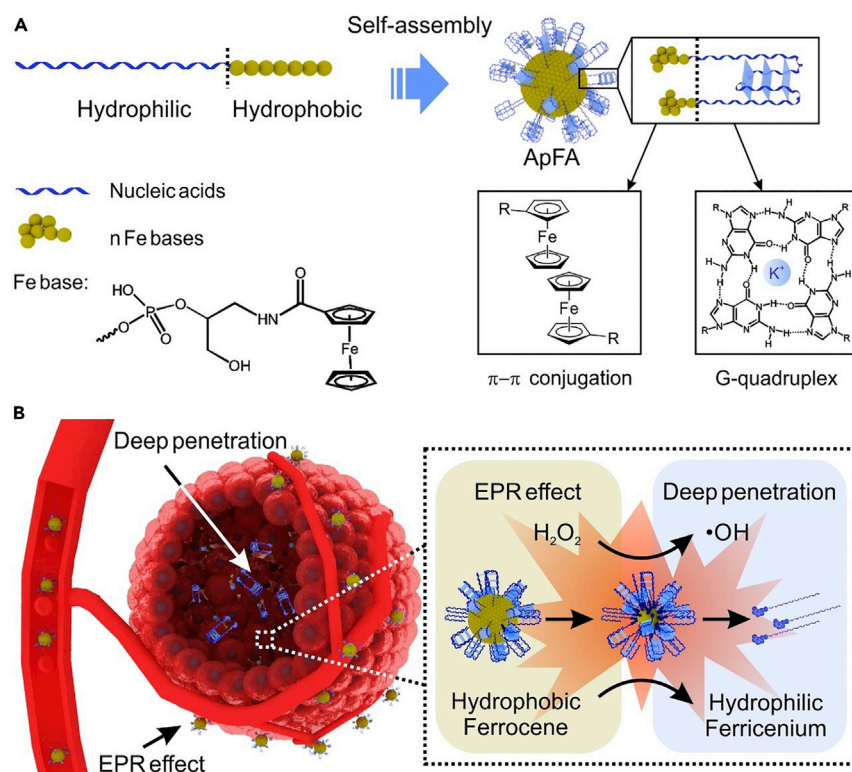 A
Self-assembly
Hydrophilic
Hydrophobic
ApFA
Nucleic acids
n Fe bases
Fe base:
HO
P
O
O
O
NH
OH
Fe
R
Fe
Fe
R
π–π conjugation
R
N
N
N
N
H
N
H
O
H
N
H
N
N
N
N
R
O
H
K⁺
H
O
R
N
N
N
N
H
N
H
O
H
N
H
N
N
N
N
R
G-quadruplex
B
Deep penetration
EPR effect
EPR effect
Deep penetration
H₂O₂
•OH
Hydrophobic
Ferrocene
Hydrophilic
Ferricenium